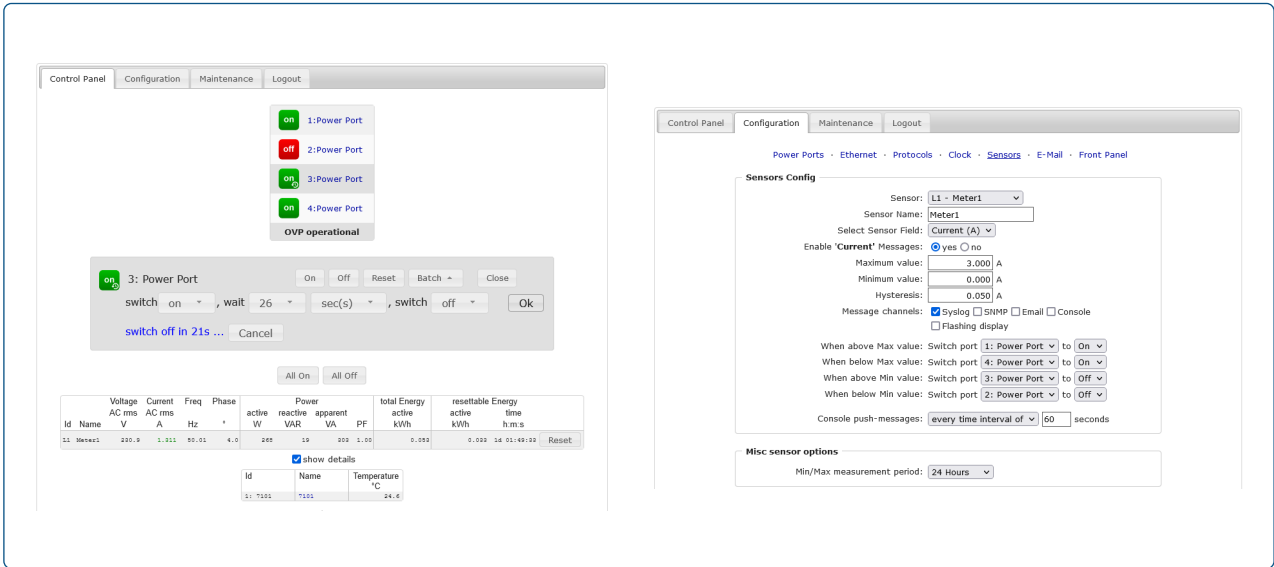 Control Panel Configuration Maintenance Logout
on 1:Power Port
off 2:Power Port
on 3:Power Port
on 4:Power Port
OVP operational
on 3: Power Port On Off Reset Batch Close
switch on , wait 26 sec(s) , switch off Ok
switch off in 21s ... Cancel
All On All Off
Voltage Current Freq Phase Power total Energy resettable Energy
AC rms AC rms active reactive apparent active active time
Id Name V A Hz ° W VAR VA PF kWh kWh h:m:s
L1 Meter1 230.9 1.311 50.01 4.0 265 19 303 1.00 0.053 0.033 1d 01:49:33 Reset
show details
Id Name Temperature
°C
1: 7101 7101 24.6
Control Panel Configuration Maintenance Logout
Power Ports · Ethernet · Protocols · Clock · Sensors · E-Mail · Front Panel
Sensors Config
Sensor: L1 - Meter1
Sensor Name: Meter1
Select Sensor Field: Current (A)
Enable 'Current' Messages: yes no
Maximum value: 3.000 A
Minimum value: 0.000 A
Hysteresis: 0.050 A
Message channels: Syslog SNMP Email Console
Flashing display
When above Max value: Switch port 1: Power Port to On
When below Max value: Switch port 4: Power Port to On
When above Min value: Switch port 3: Power Port to Off
When below Min value: Switch port 2: Power Port to Off
Console push-messages: every time interval of 60 seconds
Misc sensor options
Min/Max measurement period: 24 Hours